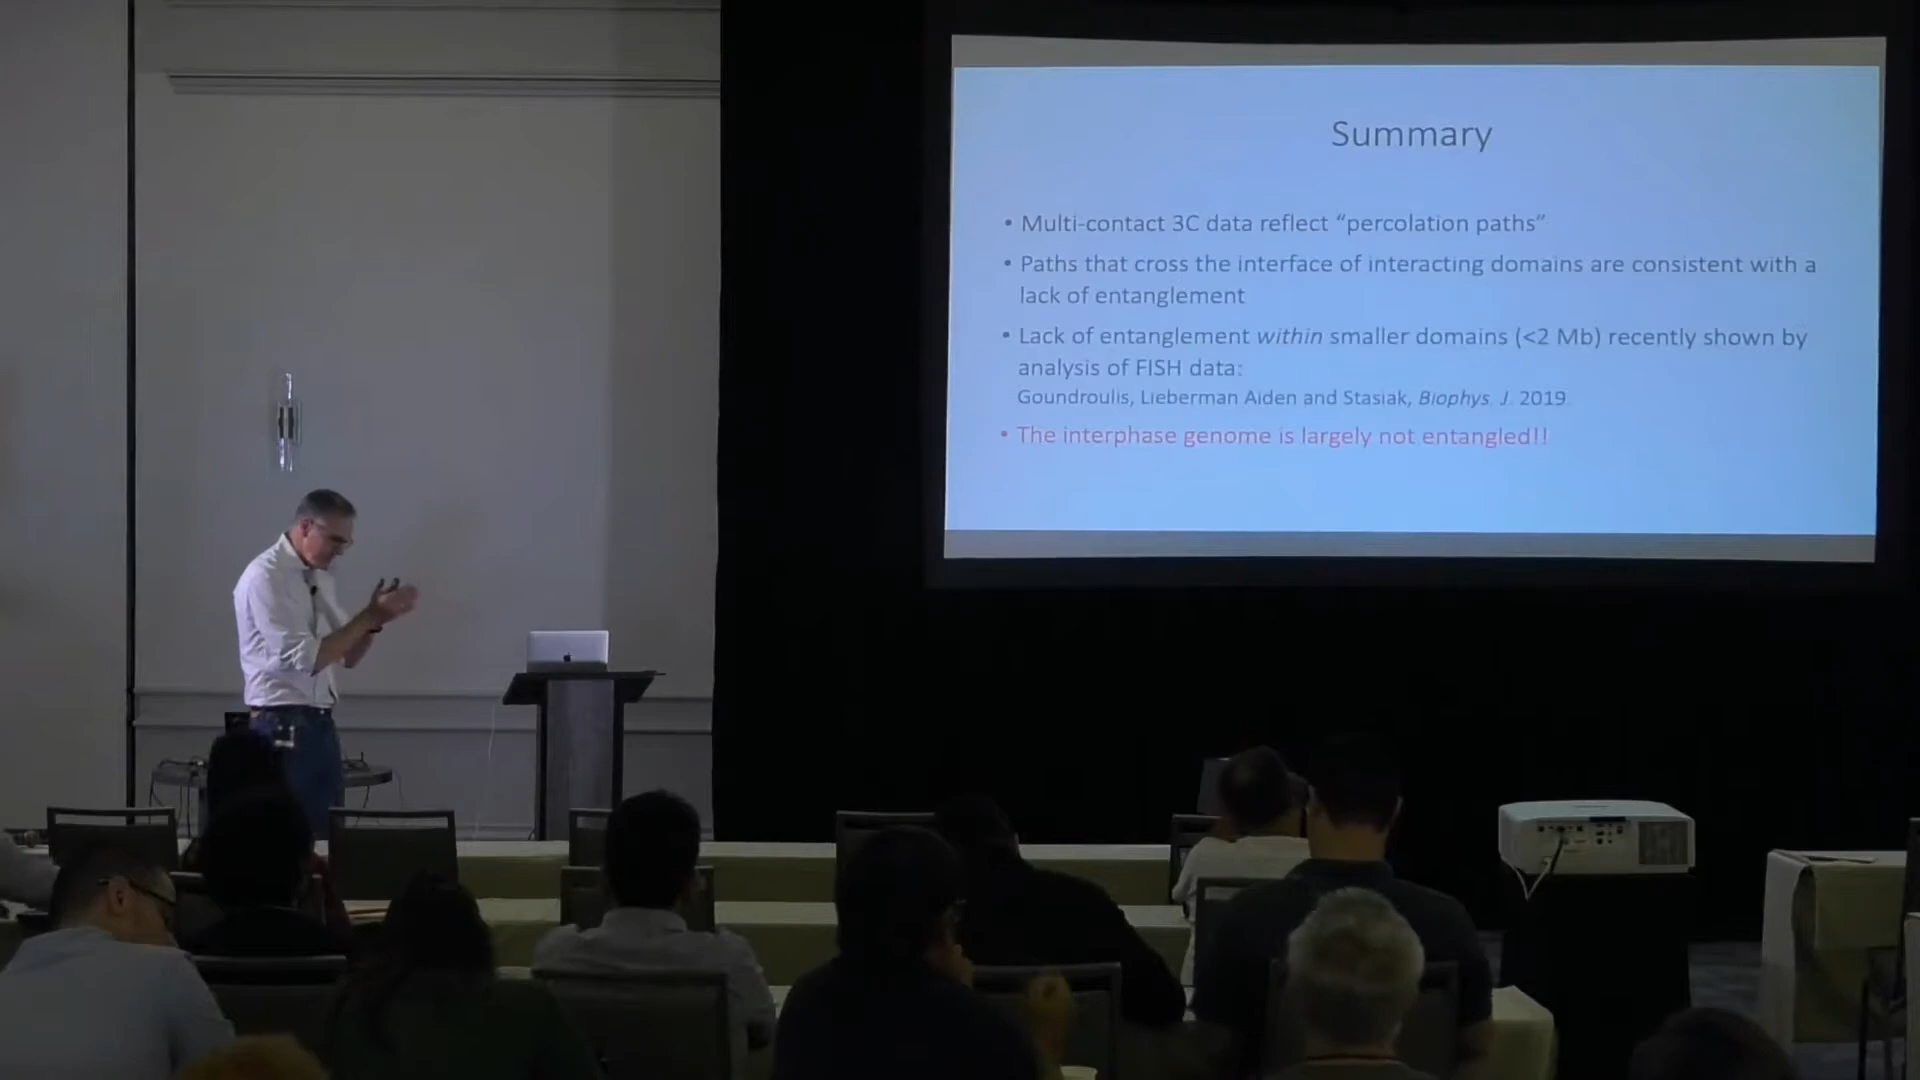 Summary
• Multi-contact 3C data reflect “percolation paths”
• Paths that cross the interface of interacting domains are consistent with a
lack of entanglement
• Lack of entanglement within smaller domains (<2 Mb) recently shown by
analysis of FISH data:
Goundroulis, Lieberman Aiden and Stasiak, Biophys. J. 2019.
• The interphase genome is largely not entangled!!